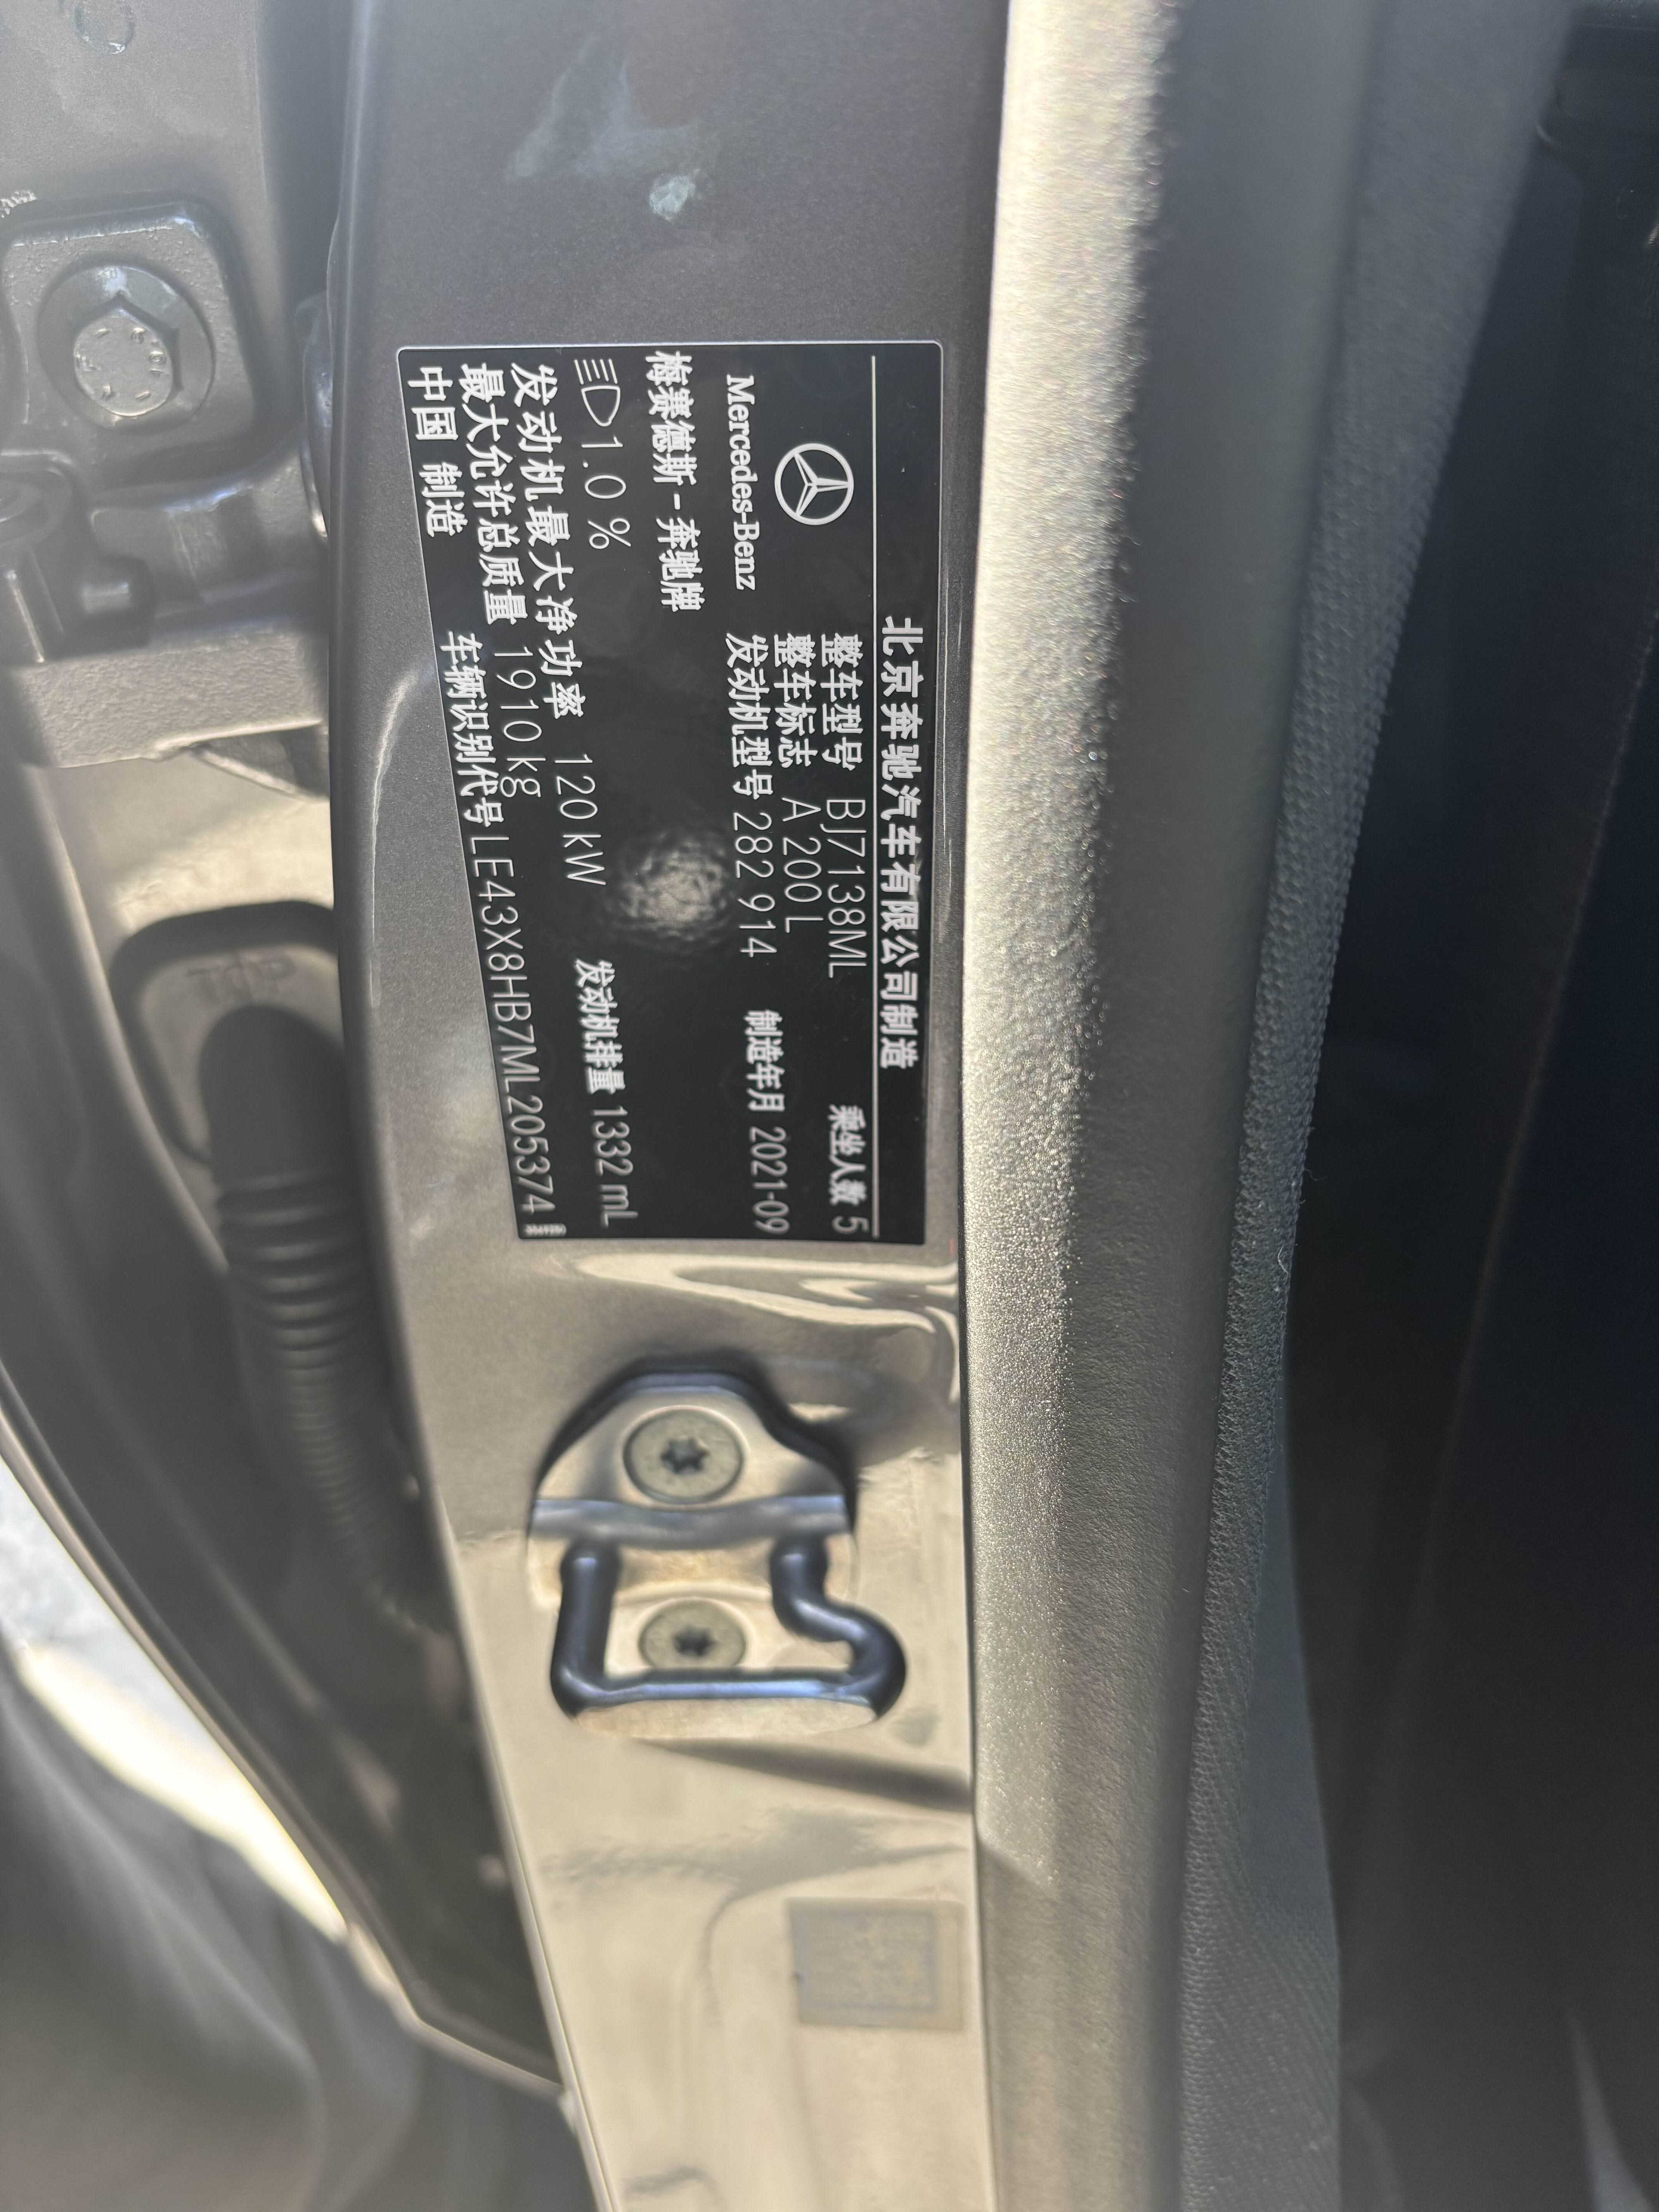 北京奔驰汽车有限公司制造
整车型号 BJ7138ML 乘坐人数 5
整车标志 A 200 L
Mercedes-Benz 发动机型号 282 914 制造年月 2021-09
梅赛德斯-奔驰牌
1.0 % 发动机排量 1332 mL
发动机最大净功率 120 kW
最大允许总质量 1910 kg
中国 制造 车辆识别代号 LE43X8HB7ML205374
TOP